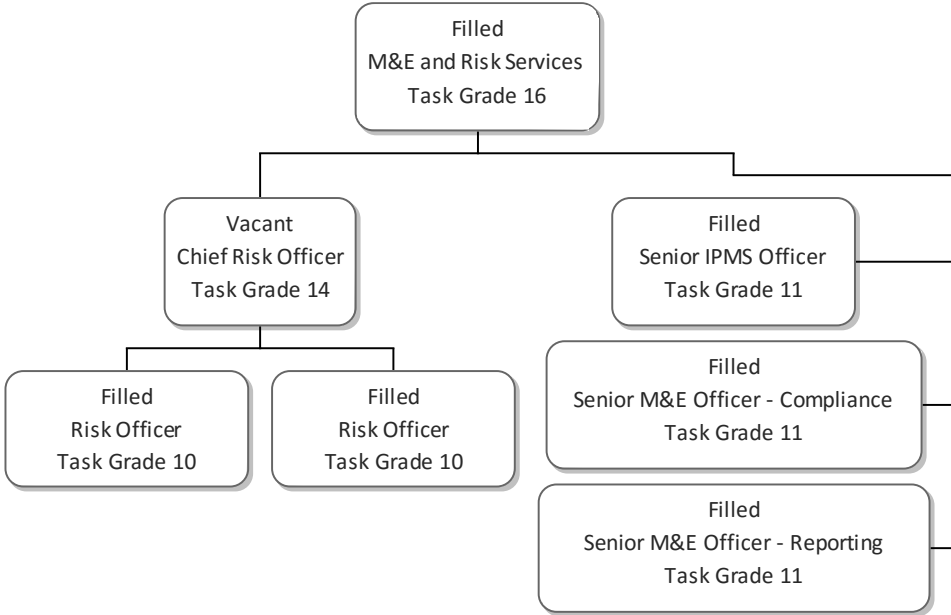 Filled
M&E and Risk Services
Task Grade 16
Vacant
Chief Risk Officer
Task Grade 14
Filled
Senior IPMS Officer
Task Grade 11
Filled
Risk Officer
Task Grade 10
Filled
Risk Officer
Task Grade 10
Filled
Senior M&E Officer - Compliance
Task Grade 11
Filled
Senior M&E Officer - Reporting
Task Grade 11